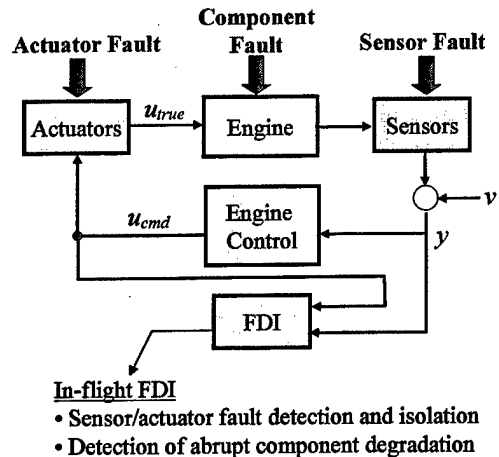 Component
Fault
Actuator Fault
Sensor Fault
Actuators
u_true
Engine
Sensors
v
u_cmd
Engine
Control
y
FDI
In-flight FDI
• Sensor/actuator fault detection and isolation
• Detection of abrupt component degradation